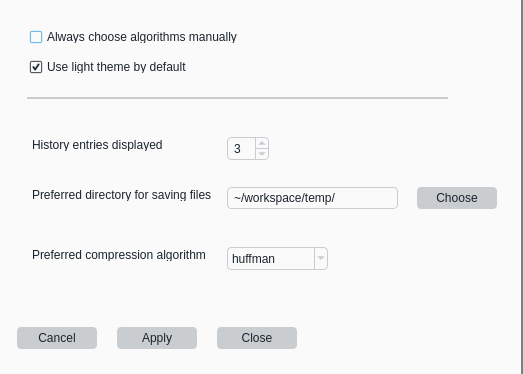 Always choose algorithms manually
Use light theme by default
History entries displayed 3
Preferred directory for saving files ~/workspace/temp/ Choose
Preferred compression algorithm huffman
Cancel Apply Close